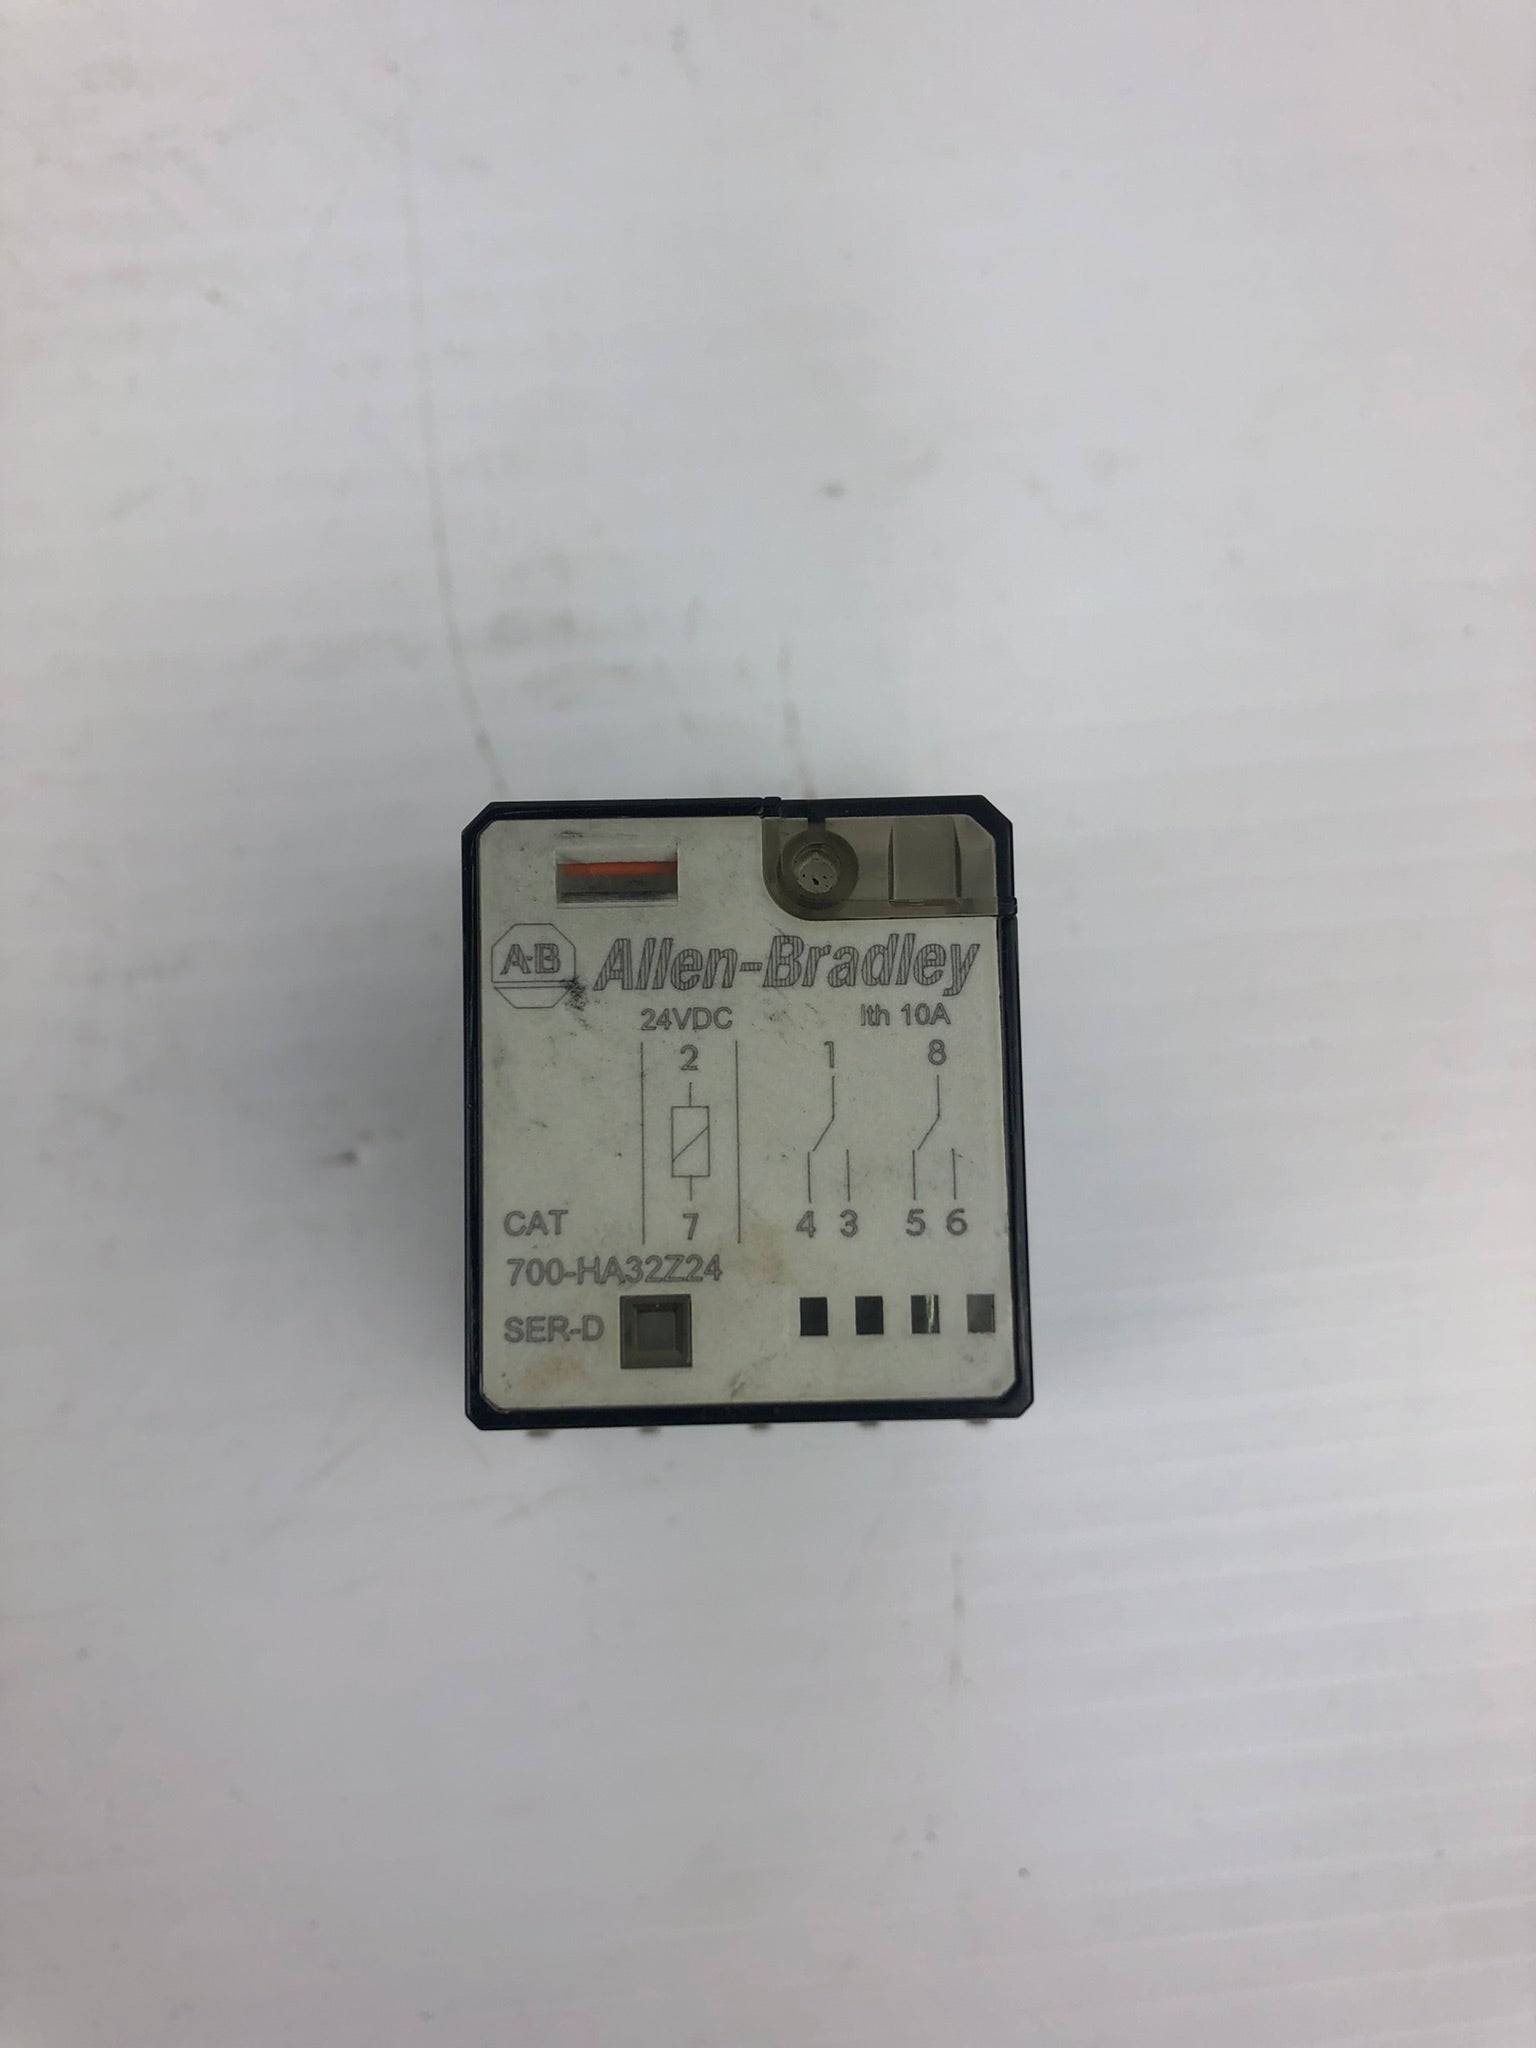 A-B Allen-Bradley
24VDC Ith 10A
2 1 8
7 4 3 5 6
CAT
700-HA32Z24
SER-D